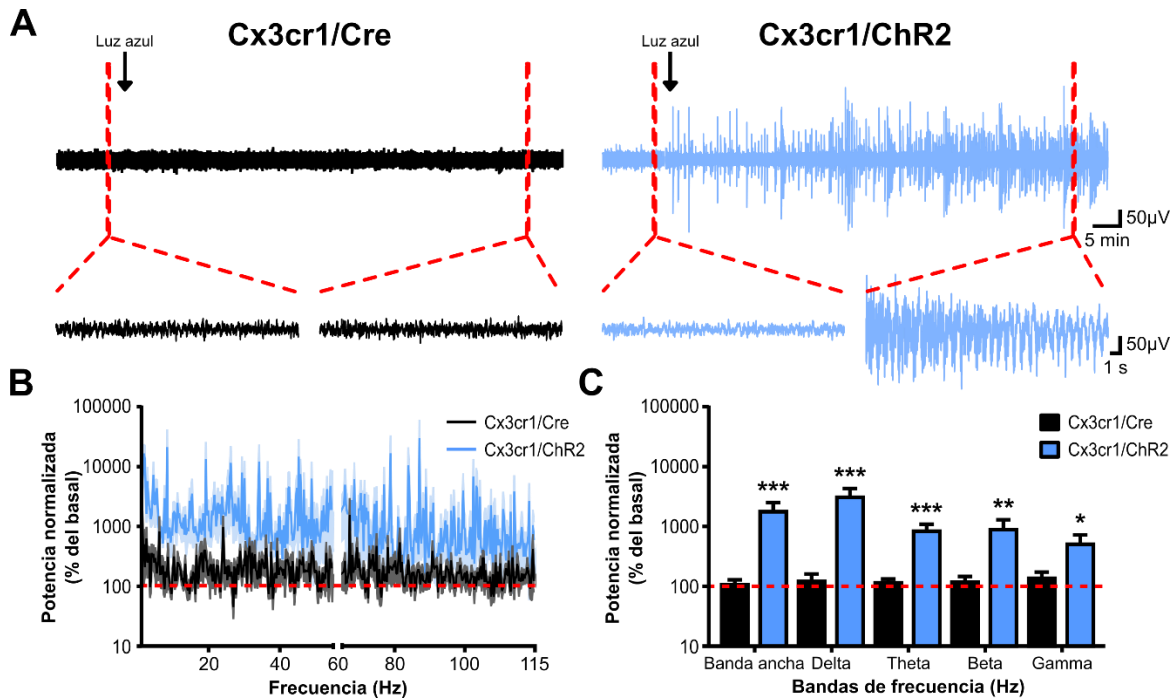 A
Cx3cr1/Cre
Cx3cr1/ChR2
Luz azul
Luz azul
50µV
5 min
50µV
1 s
B
Potencia normalizada
(% del basal)
100000
10000
1000
100
10
Cx3cr1/Cre
Cx3cr1/ChR2
20
40
60
80
100
115
Frecuencia (Hz)
C
Potencia normalizada
(% del basal)
100000
10000
1000
100
10
Cx3cr1/Cre
Cx3cr1/ChR2
***
***
***
**
*
Banda ancha
Delta
Theta
Beta
Gamma
Bandas de frecuencia (Hz)